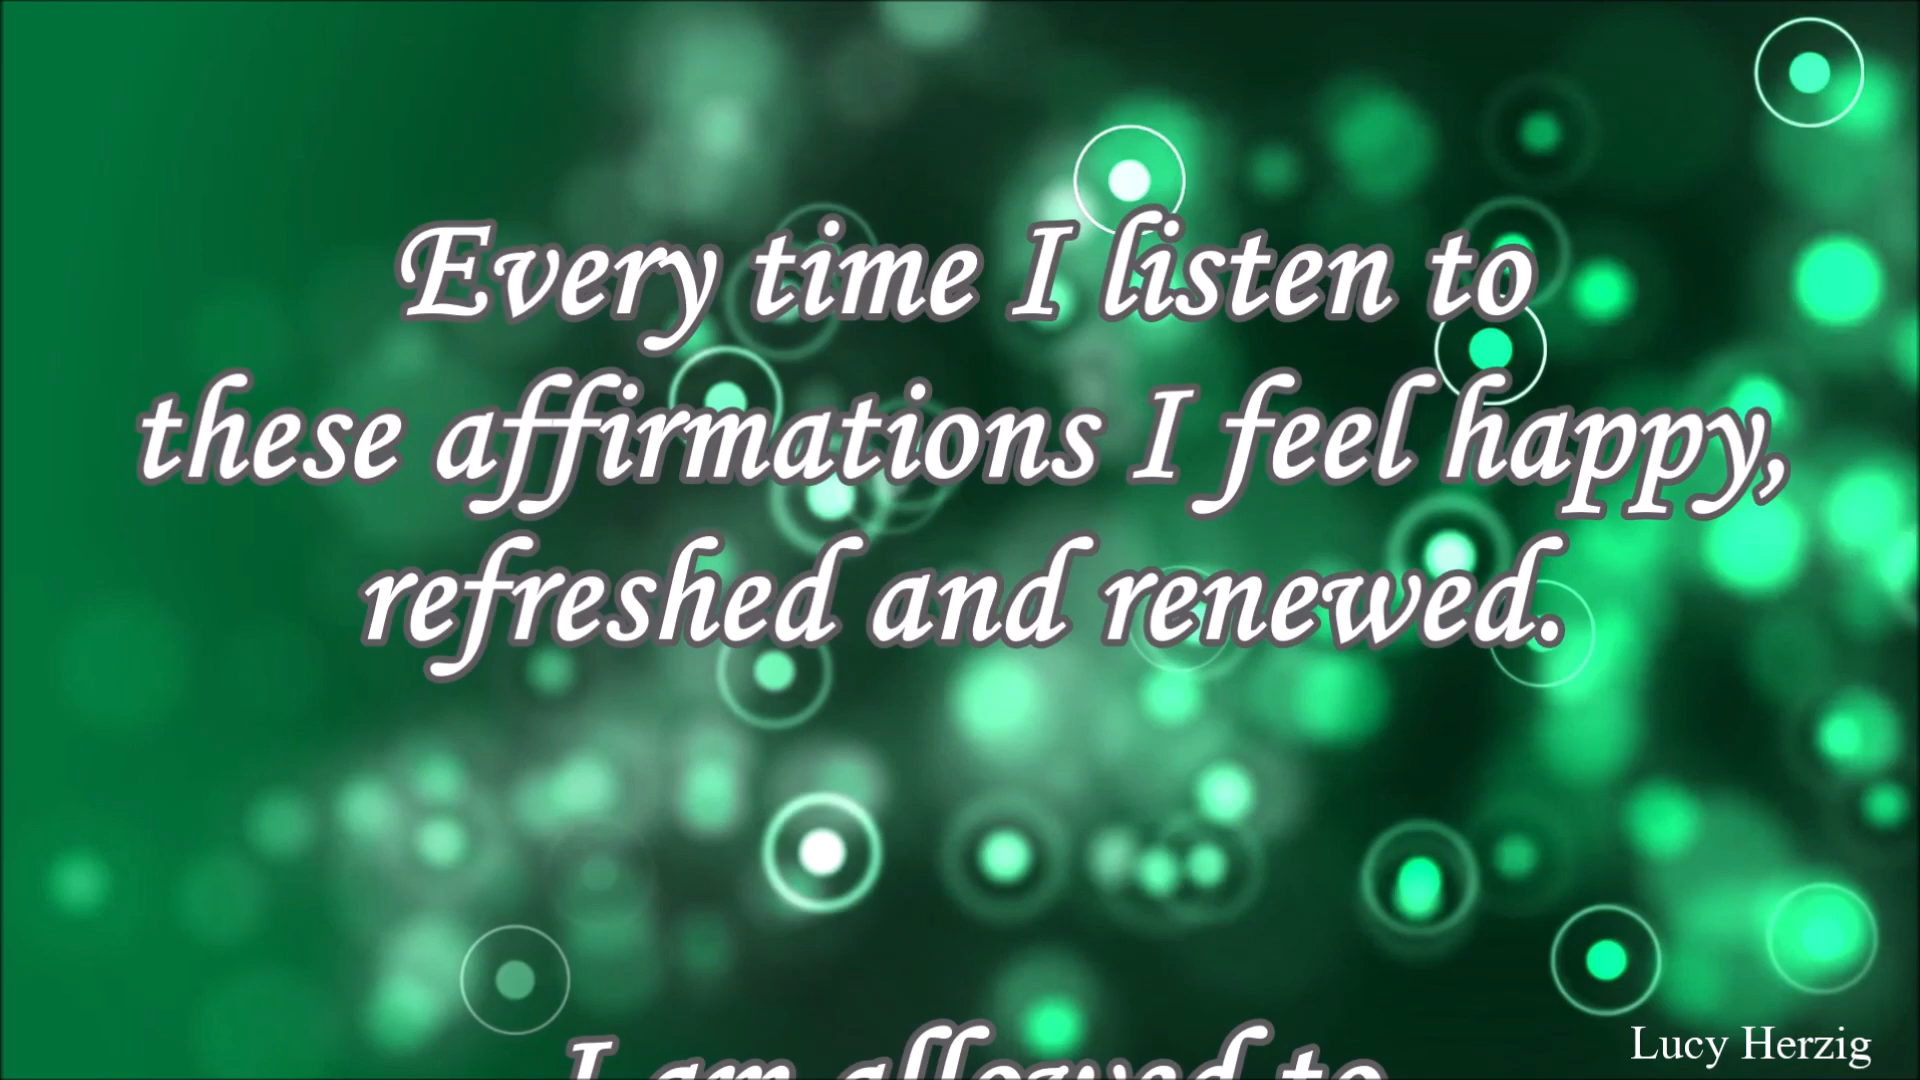 Every time I listen to
these affirmations I feel happy,
refreshed and renewed.
I am allowed to
Lucy Herzig